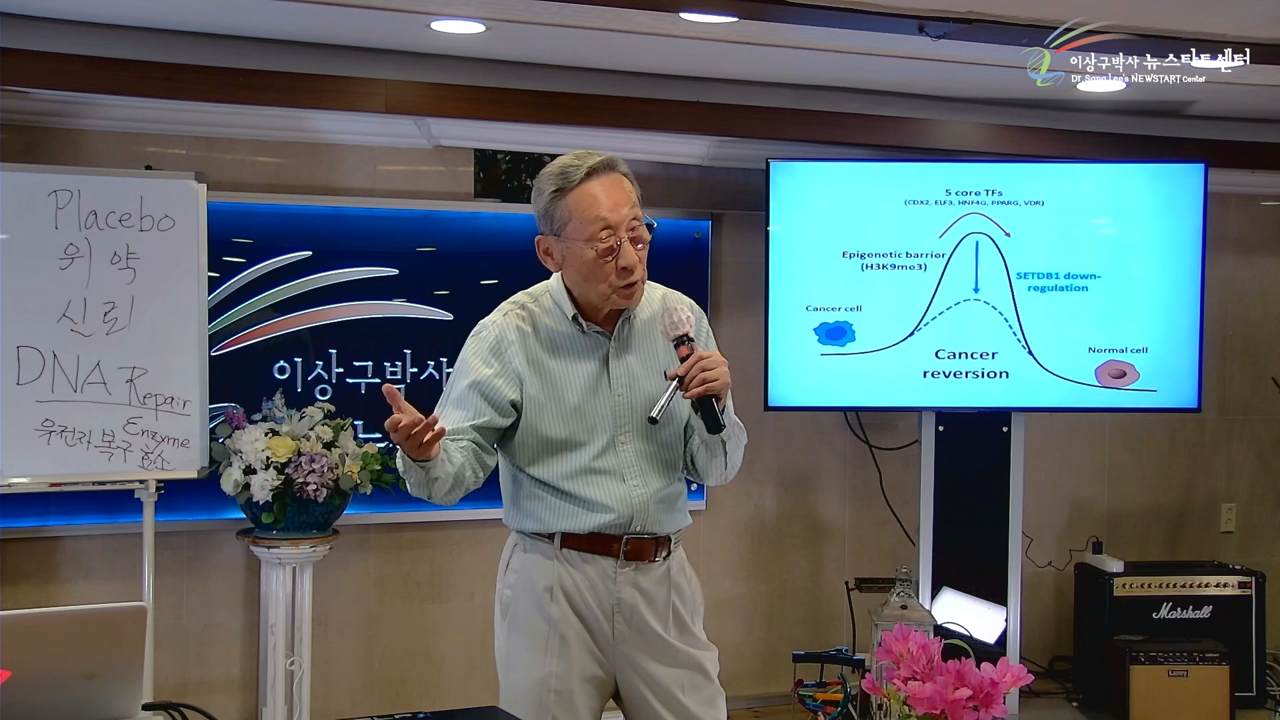 이상구박사 뉴스타트센터
Dr. Sang Lee's NEWSTART Center
Placebo
위약
신뢰
DNA Repair
Enzyme
유전자 복구 효소
이상구박사
5 core TFs
(CDX2, ELF3, HNF4G, PPARG, VDR)
Epigenetic barrier
(H3K9me3)
SETDB1 down-
regulation
Cancer cell
Cancer
reversion
Normal cell
Marshall
Laney